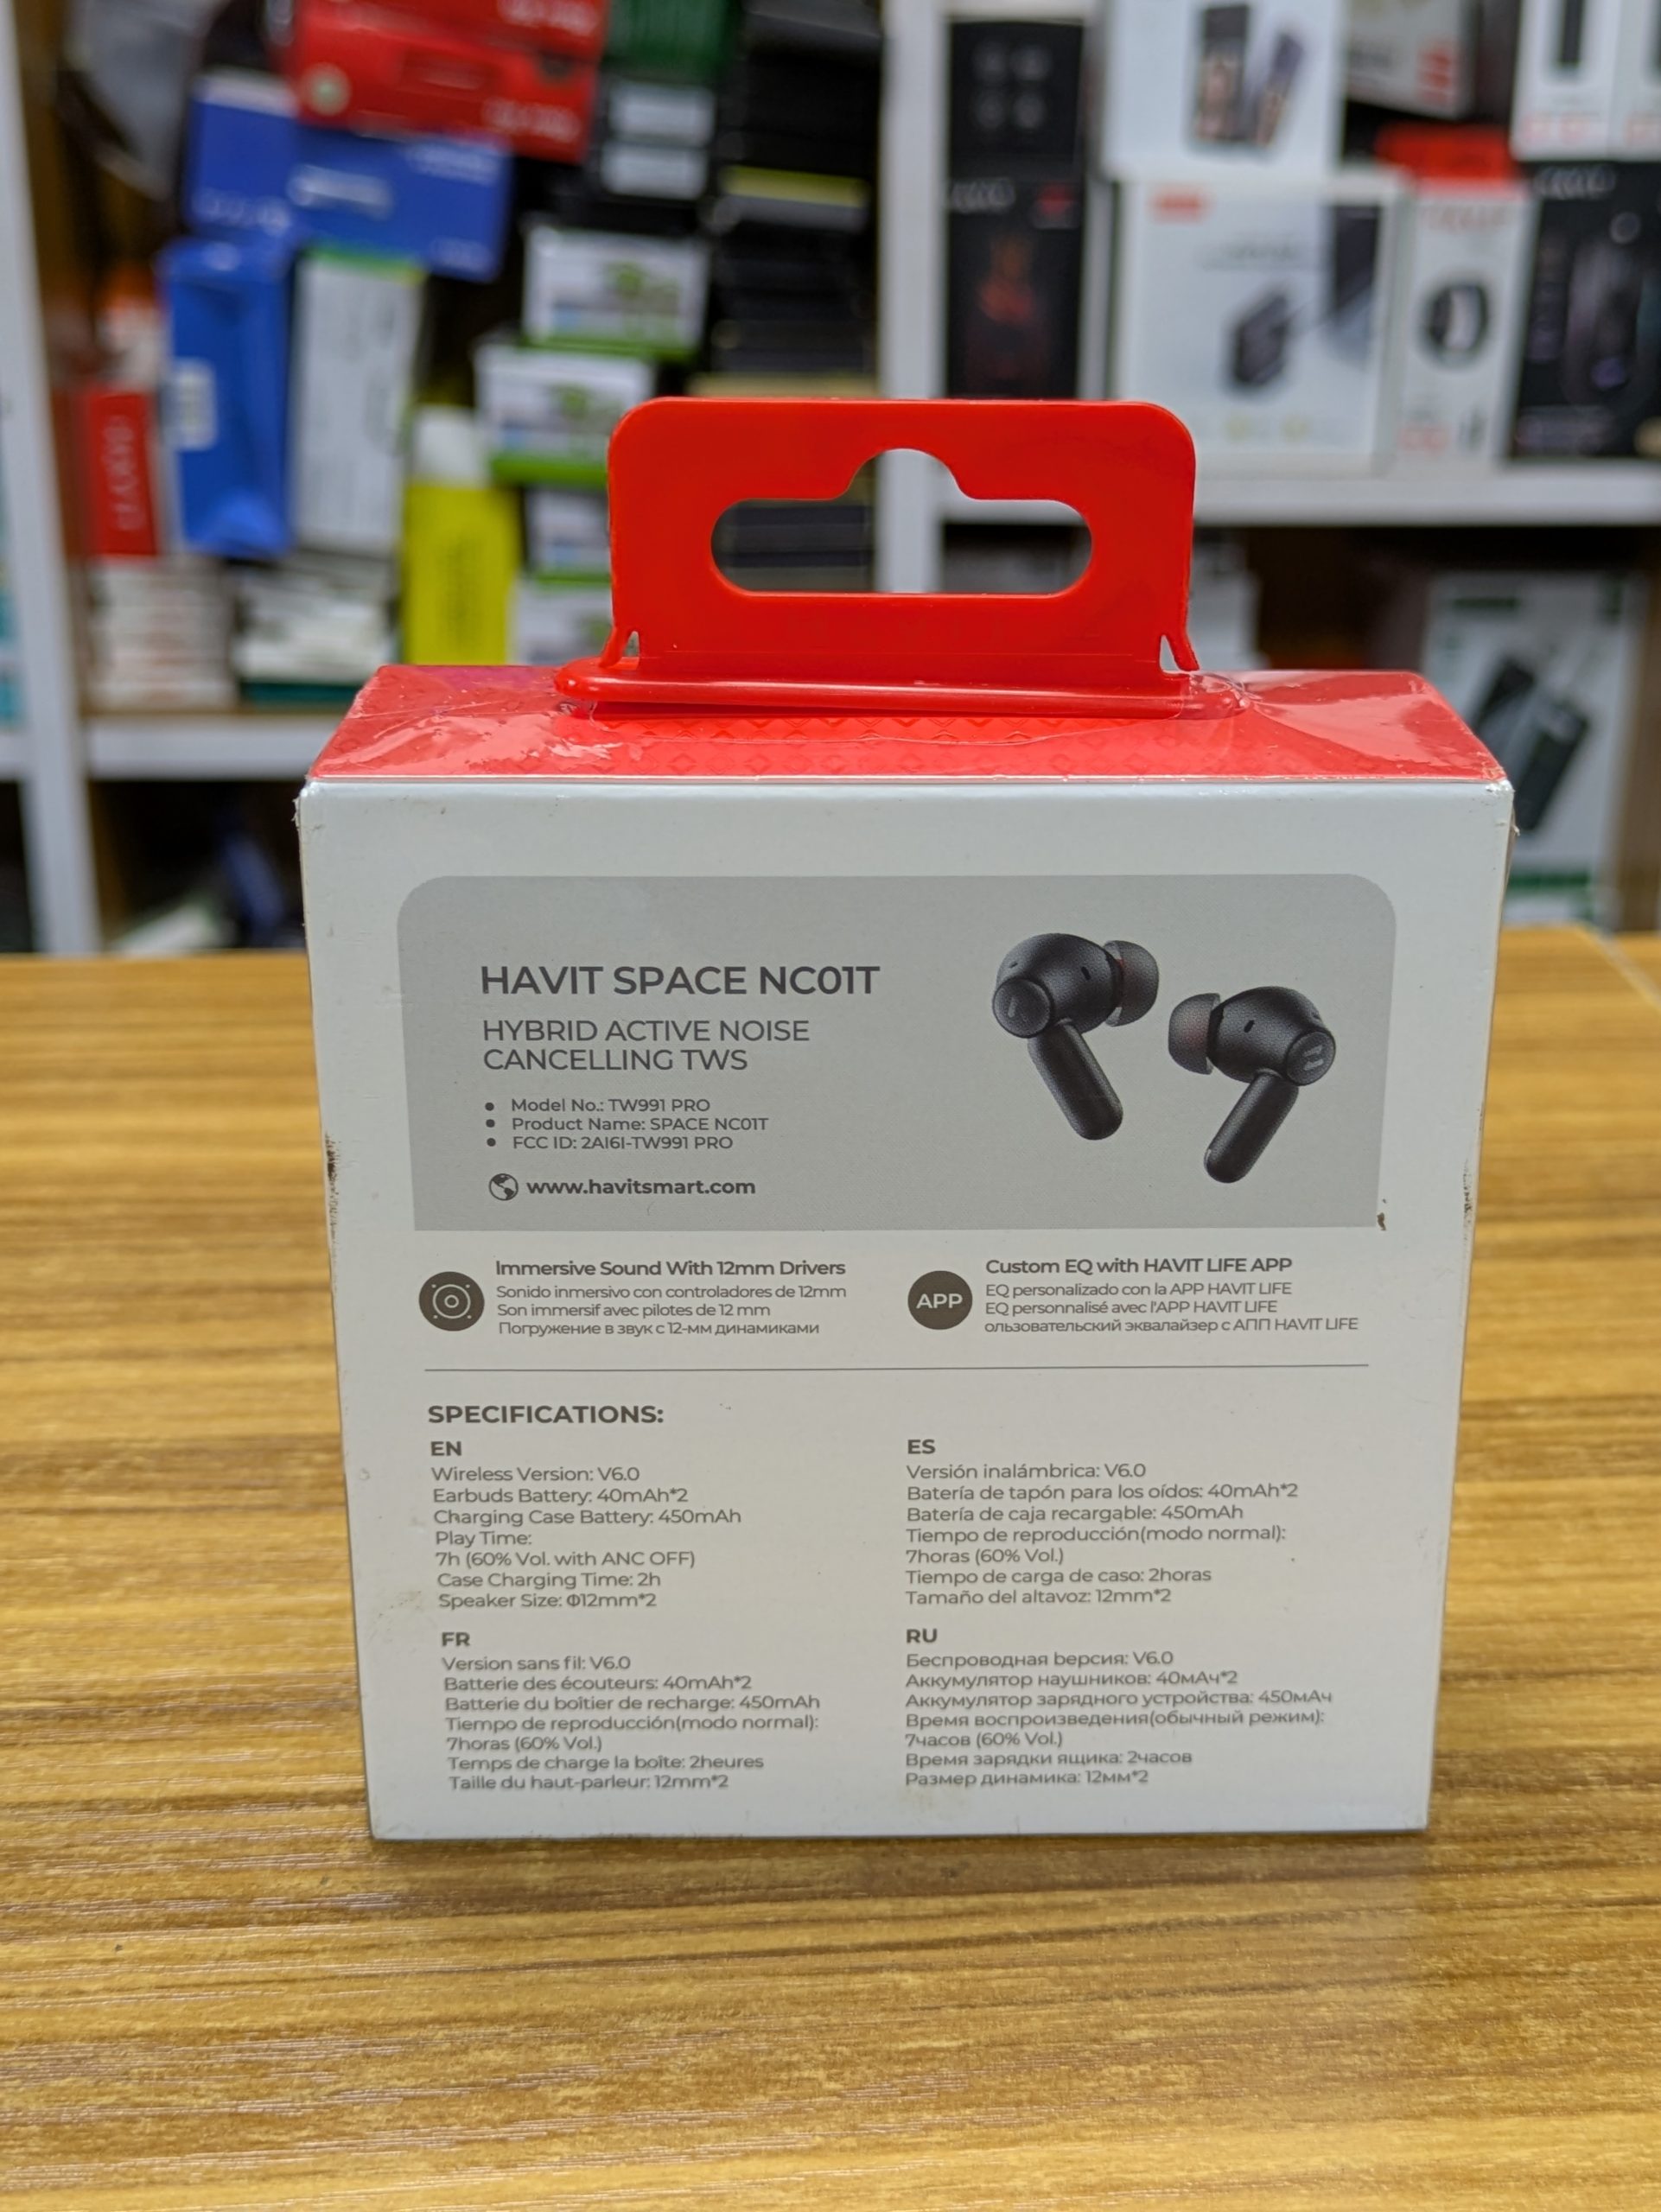 HAVIT SPACE NC01T
HYBRID ACTIVE NOISE
CANCELLING TWS
• Model No.: TW991 PRO
• Product Name: SPACE NC01T
• FCC ID: 2AI6I-TW991 PRO
www.havitsmart.com
Immersive Sound With 12mm Drivers
Sonido inmersivo con controladores de 12mm
Son immersif avec pilotes de 12 mm
Погружение в звук с 12-мм динамиками
APP
Custom EQ with HAVIT LIFE APP
EQ personalizado con la APP HAVIT LIFE
EQ personnalisé avec l'APP HAVIT LIFE
ользовательский эквалайзер с АПП HAVIT LIFE
SPECIFICATIONS:
EN
Wireless Version: V6.0
Earbuds Battery: 40mAh*2
Charging Case Battery: 450mAh
Play Time:
7h (60% Vol. with ANC OFF)
Case Charging Time: 2h
Speaker Size: Φ12mm*2
ES
Versión inalámbrica: V6.0
Batería de tapón para los oídos: 40mAh*2
Batería de caja recargable: 450mAh
Tiempo de reproducción(modo normal):
7horas (60% Vol.)
Tiempo de carga de caso: 2horas
Tamaño del altavoz: 12mm*2
FR
Version sans fil: V6.0
Batterie des écouteurs: 40mAh*2
Batterie du boîtier de recharge: 450mAh
Tiempo de reproducción(modo normal):
7horas (60% Vol.)
Temps de charge la boîte: 2heures
Taille du haut-parleur: 12mm*2
RU
Беспроводная версия: V6.0
Аккумулятор наушников: 40мАч*2
Аккумулятор зарядного устройства: 450мАч
Время воспроизведения(обычный режим):
7часов (60% Vol.)
Время зарядки ящика: 2часов
Размер динамика: 12мм*2